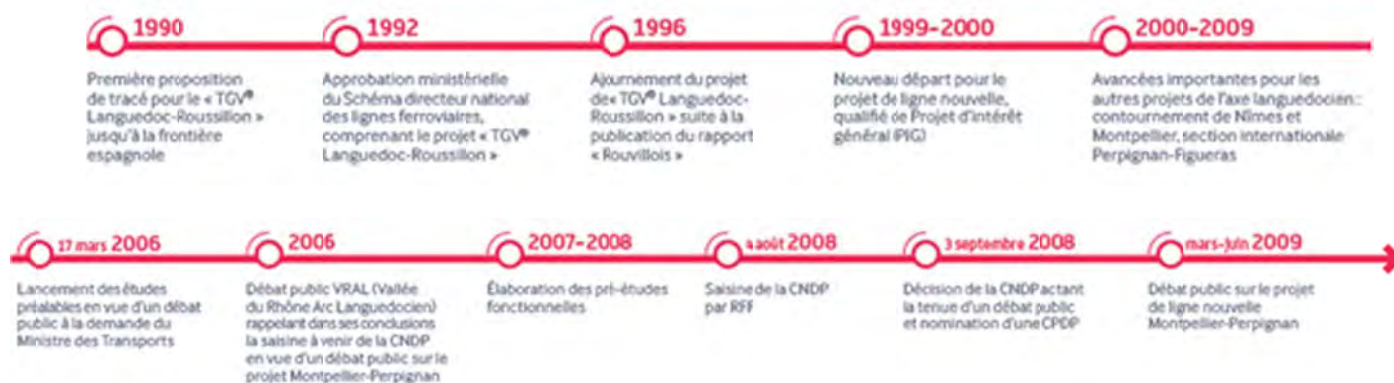 1990
Première proposition
de tracé pour le « TGV®
Languedoc-Roussillon »
jusqu'à la frontière
espagnole
1992
Approbation ministérielle
du Schéma directeur national
des lignes ferroviaires,
comprenant le projet « TGV®
Languedoc-Roussillon »
1996
Ajournement du projet
de « TGV® Languedoc-
Roussillon » suite à la
publication du rapport
« Rouvillois »
1999-2000
Nouveau départ pour le
projet de ligne nouvelle,
qualifié de Projet d'intérêt
général (PIG)
2000-2009
Avancées importantes pour les
autres projets de l'axe languedocien :
contournement de Nîmes et
Montpellier, section internationale
Perpignan-Figueras
17 mars 2006
Lancement des études
préalables en vue d'un débat
public à la demande du
Ministre des Transports
2006
Débat public VRAL (Vallée
du Rhône Arc Languedocien)
rappelant dans ses conclusions
la saisine à venir de la CNDP
en vue d'un débat public sur le
projet Montpellier-Perpignan
2007-2008
Élaboration des pré-études
fonctionnelles
4 août 2008
Saisine de la CNDP
par RFF
3 septembre 2008
Décision de la CNDP actant
la tenue d'un débat public
et nomination d'une CPDP
mars-juin 2009
Débat public sur le projet
de ligne nouvelle
Montpellier-Perpignan